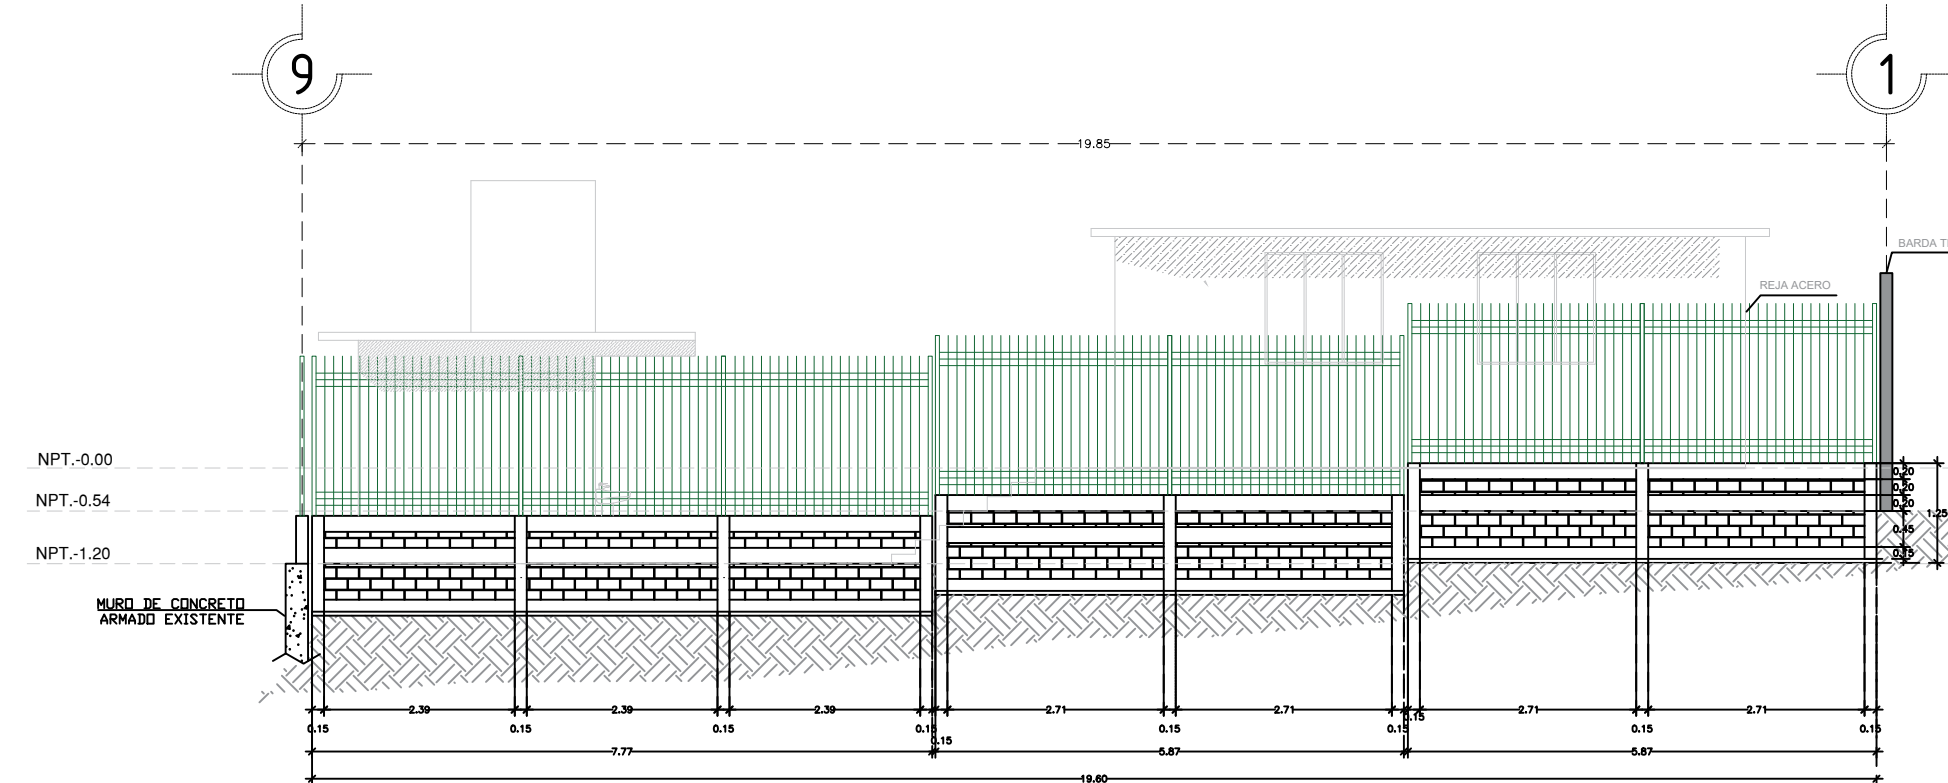 9
1
19.85
BARDA
REJA ACERO
NPT.-0.00
NPT.-0.54
NPT.-1.20
0.20
0.20
0.20
0.45
0.15
1.25
MURO DE CONCRETO
ARMADO EXISTENTE
2.39 2.39 2.39 2.71 2.71 2.71 2.71
0.15 0.15 0.15 0.15 0.15 0.15 0.15 0.15 0.15 0.15
7.77 5.87 5.87
19.60